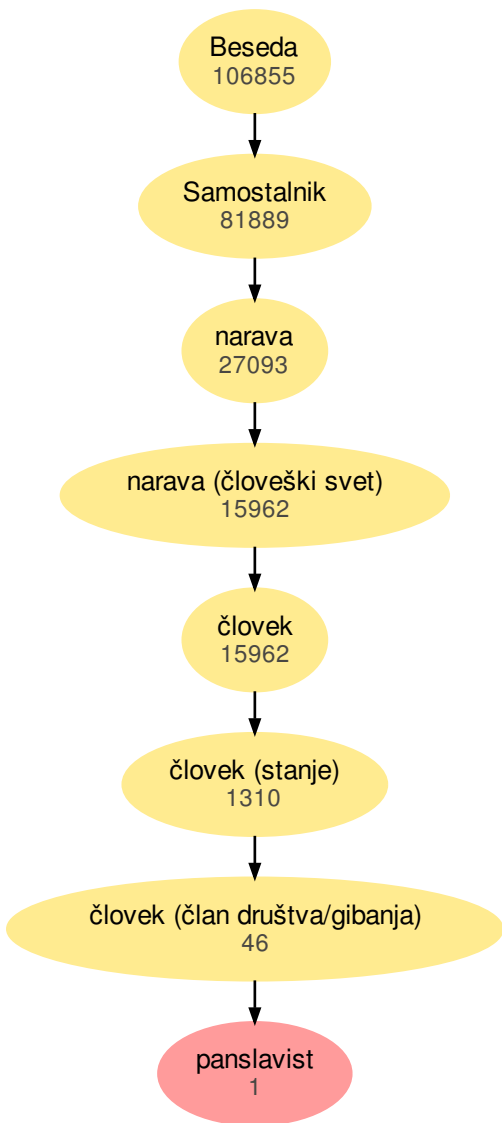 Beseda
106855
Samostalnik
81889
narava
27093
narava (človeški svet)
15962
človek
15962
človek (stanje)
1310
človek (član društva/gibanja)
46
panslavist
1